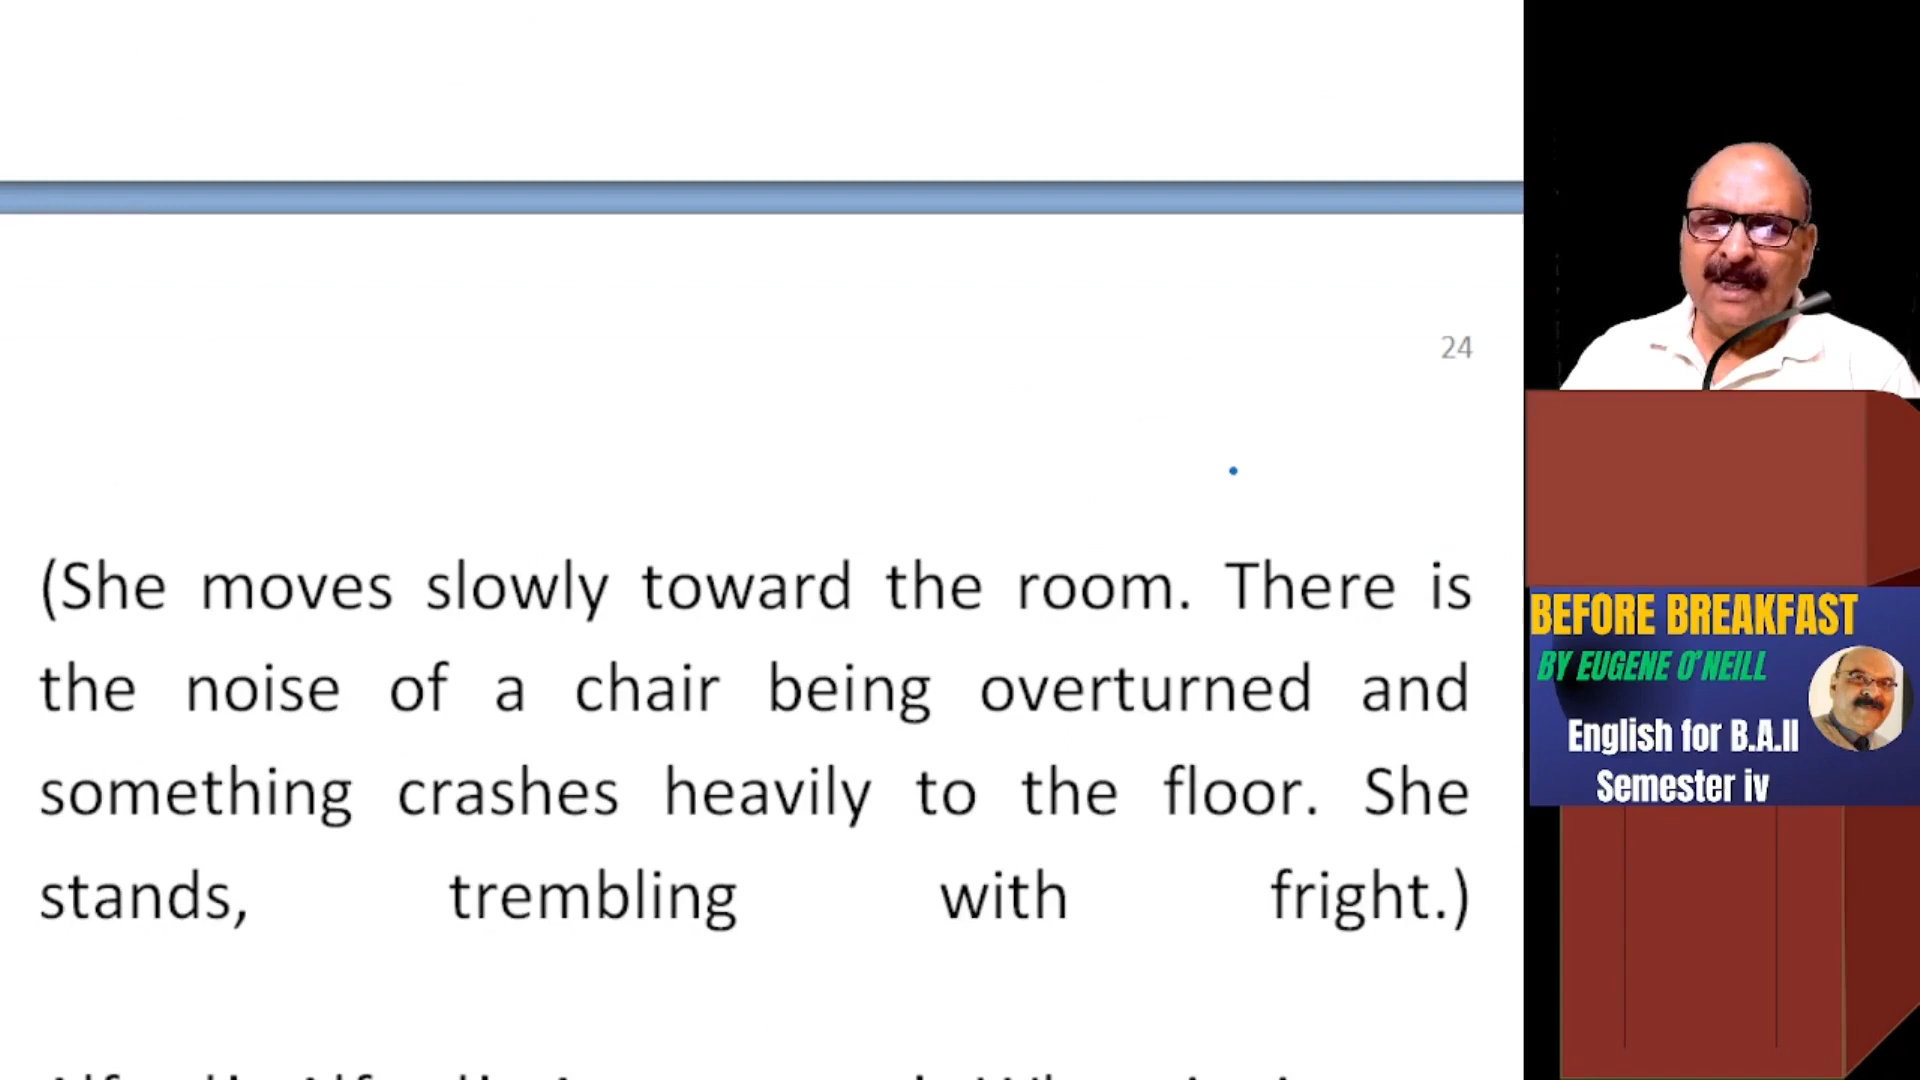 24
(She moves slowly toward the room. There is
the noise of a chair being overturned and
something crashes heavily to the floor. She
stands, trembling with fright.)
BEFORE BREAKFAST
BY EUGENE O'NEILL
English for B.A.II
Semester iv